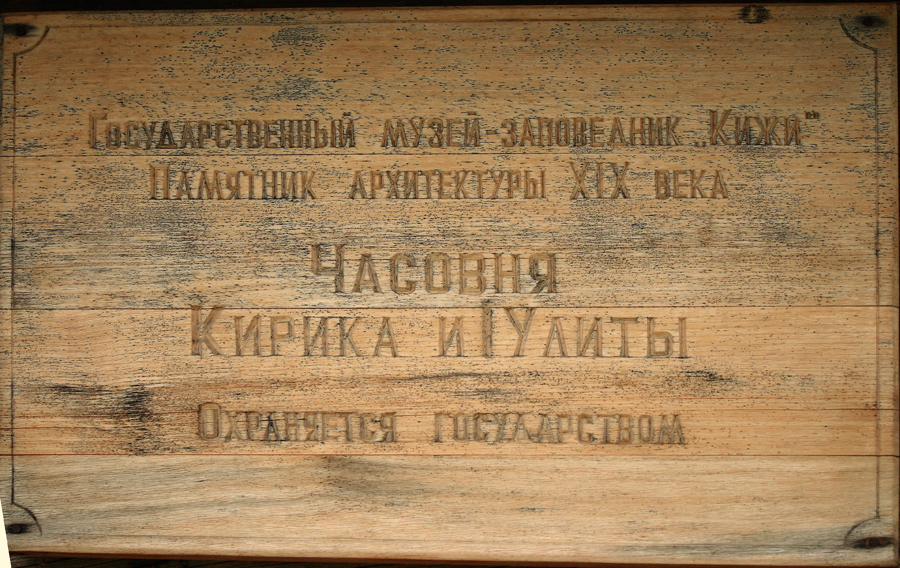 Государственный музей-заповедник „Кижи"
Памятник архитектуры XIX века
Часовня
Кирика и Iулиты
Охраняется государством